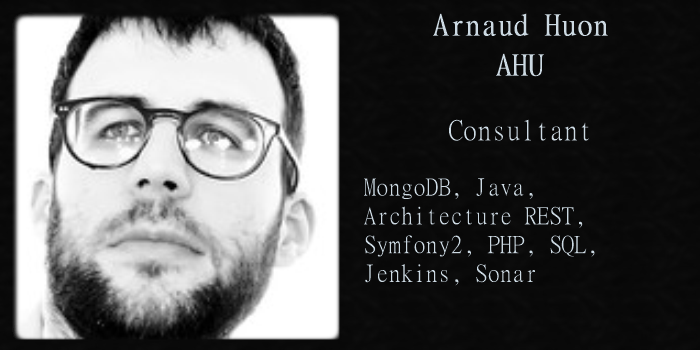 Arnaud Huon
AHU
Consultant
MongoDB, Java,
Architecture REST,
Symfony2, PHP, SQL,
Jenkins, Sonar